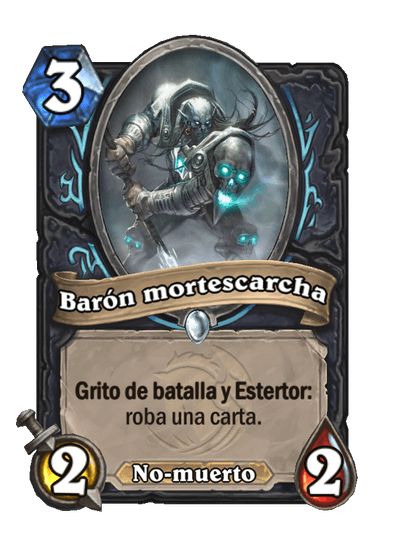 3
Barón mortescarcha
Grito de batalla y Estertor:
roba una carta.
2
No-muerto
2